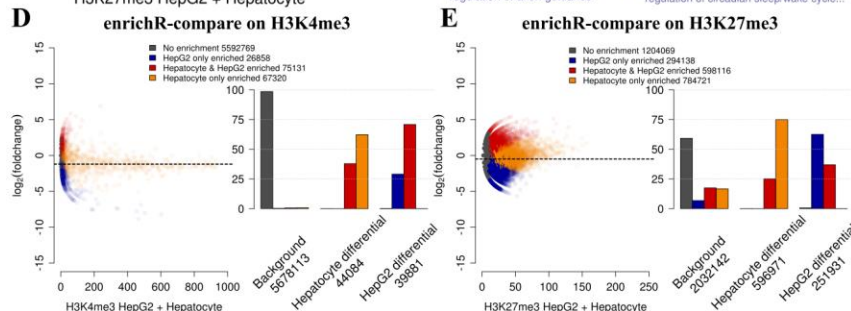 H3K27me3 HepG2 + Hepatocyte
D enrichR-compare on H3K4me3
15
10
5
0
-5
-10
-15
log2(foldchange)
No enrichment 5592769
HepG2 only enriched 26858
Hepatocyte & HepG2 enriched 75131
Hepatocyte only enriched 67320
0 200 400 600 800 1000
H3K4me3 HepG2 + Hepatocyte
100
75
50
25
0
Background
5678113
Hepatocyte differential
44084
HepG2 differential
39881
E enrichR-compare on H3K27me3
15
10
5
0
-5
-10
-15
log2(foldchange)
No enrichment 1204069
HepG2 only enriched 294138
Hepatocyte & HepG2 enriched 598116
Hepatocyte only enriched 784721
0 50 100 150 200 250
H3K27me3 HepG2 + Hepatocyte
100
75
50
25
0
Background
2032142
Hepatocyte differential
596971
HepG2 differential
251931